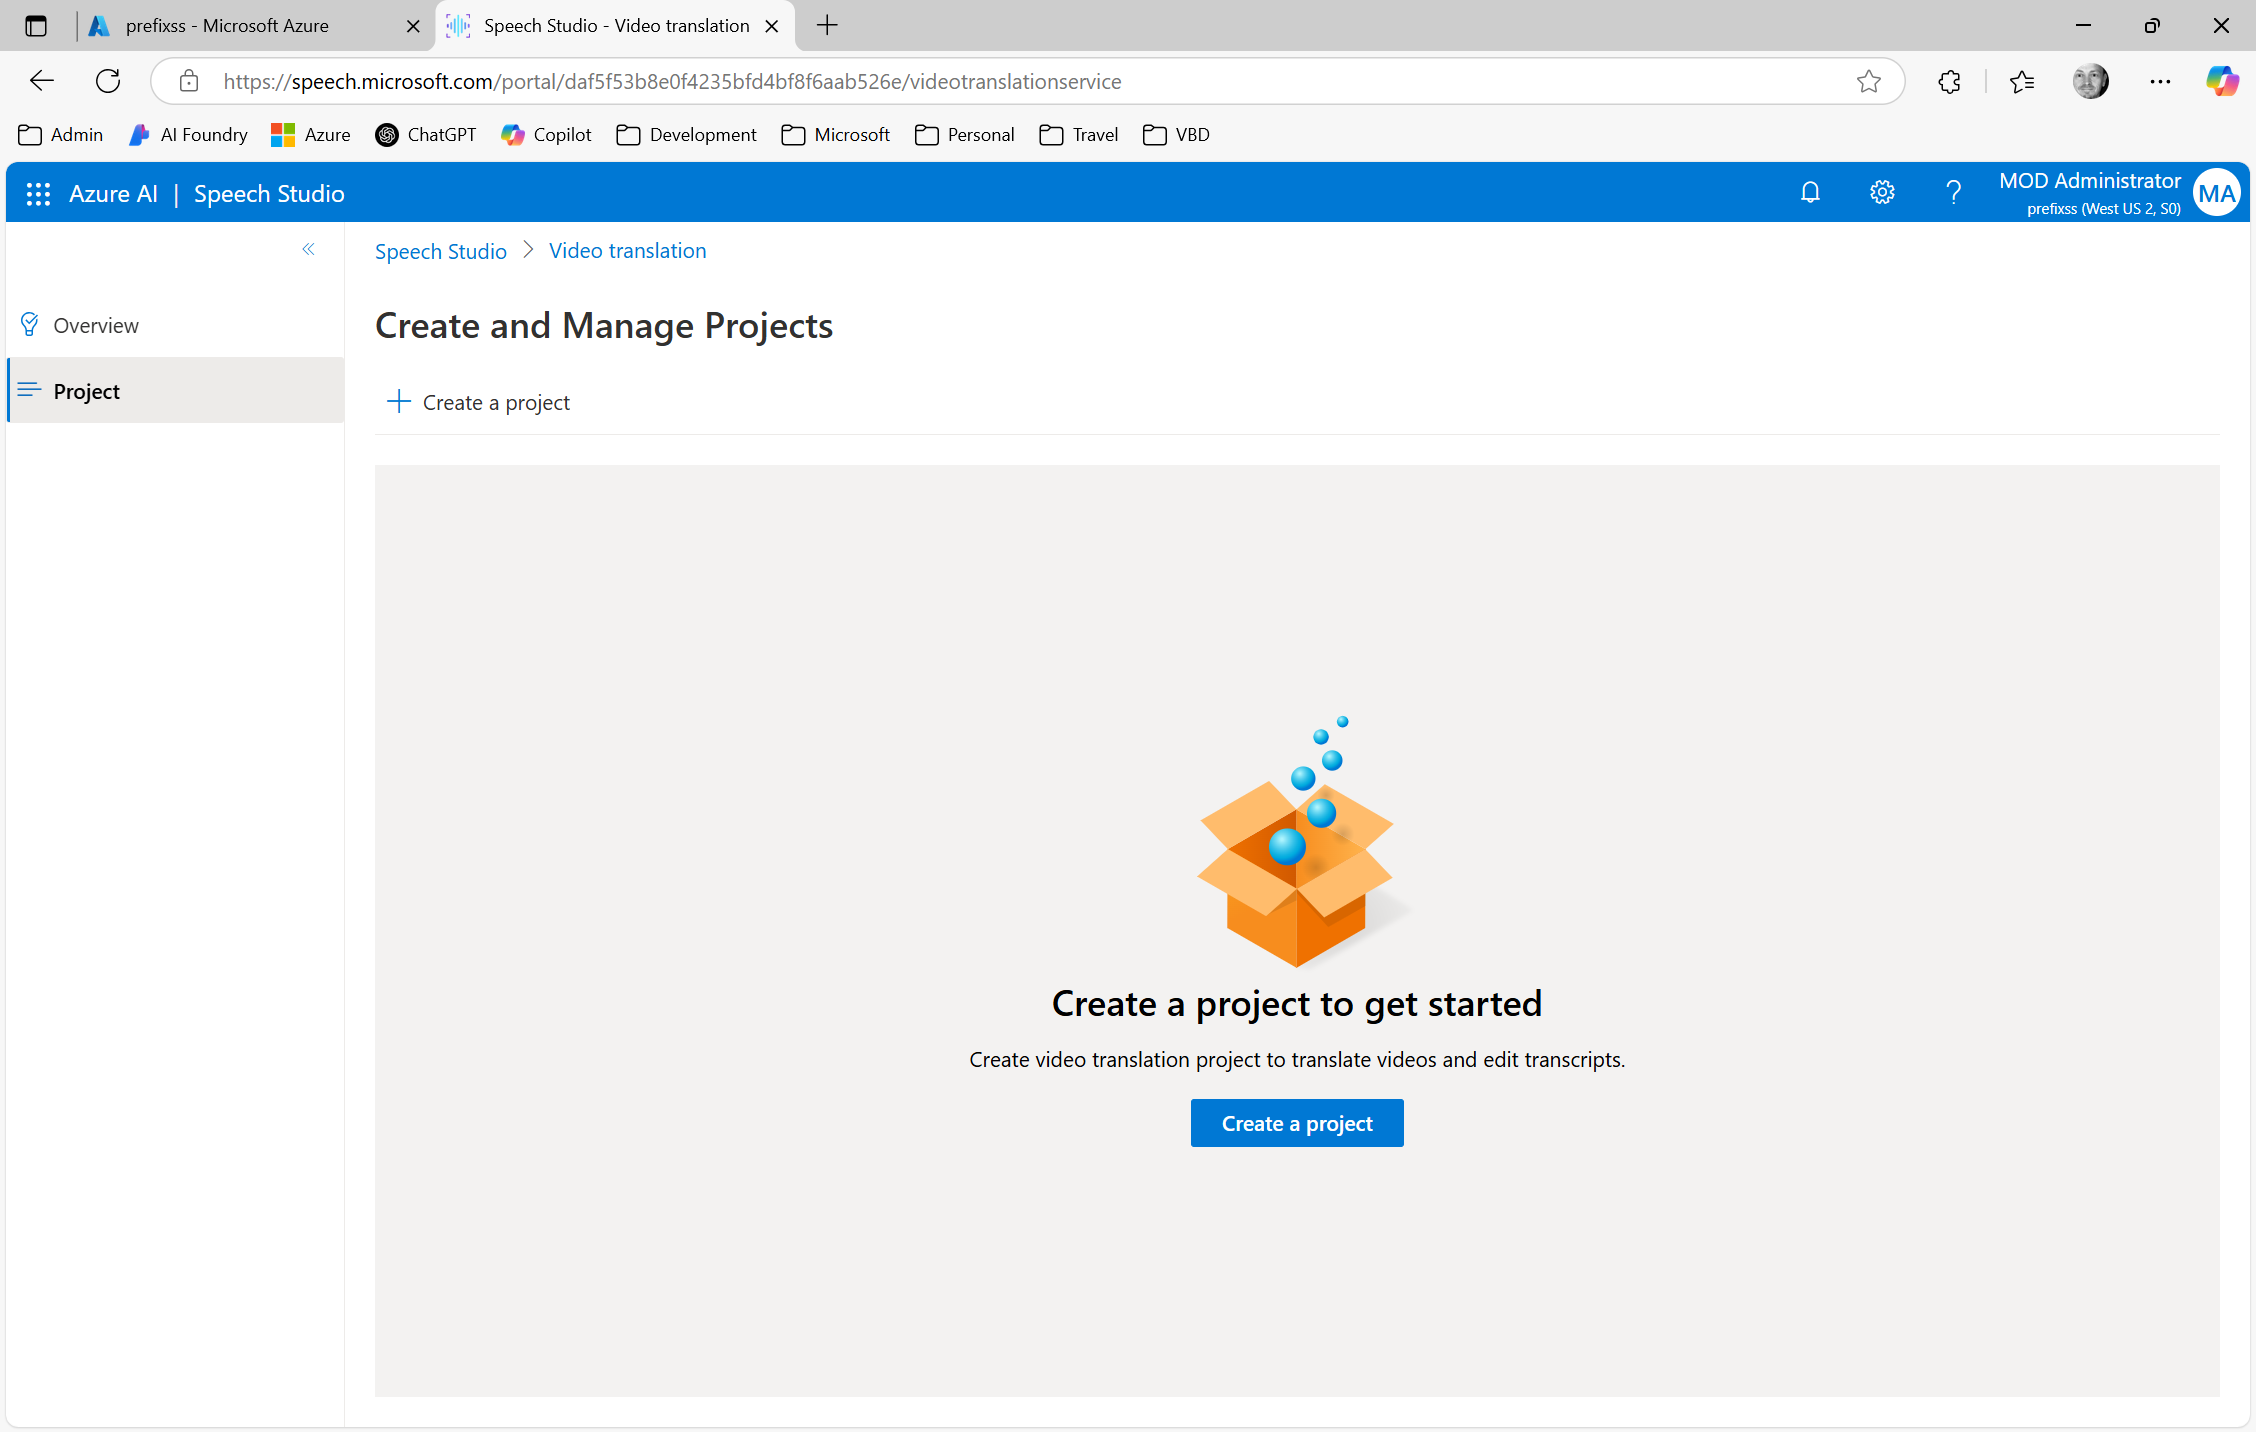 prefixss - Microsoft Azure
Speech Studio - Video translation
https://speech.microsoft.com/portal/daf5f53b8e0f4235bfd4bf8f6aab526e/videotranslationservice
Admin AI Foundry Azure ChatGPT Copilot Development Microsoft Personal Travel VBD
Azure AI | Speech Studio
MOD Administrator
prefixss (West US 2, S0)
MA
Speech Studio > Video translation
Overview
Project
Create and Manage Projects
+ Create a project
Create a project to get started
Create video translation project to translate videos and edit transcripts.
Create a project